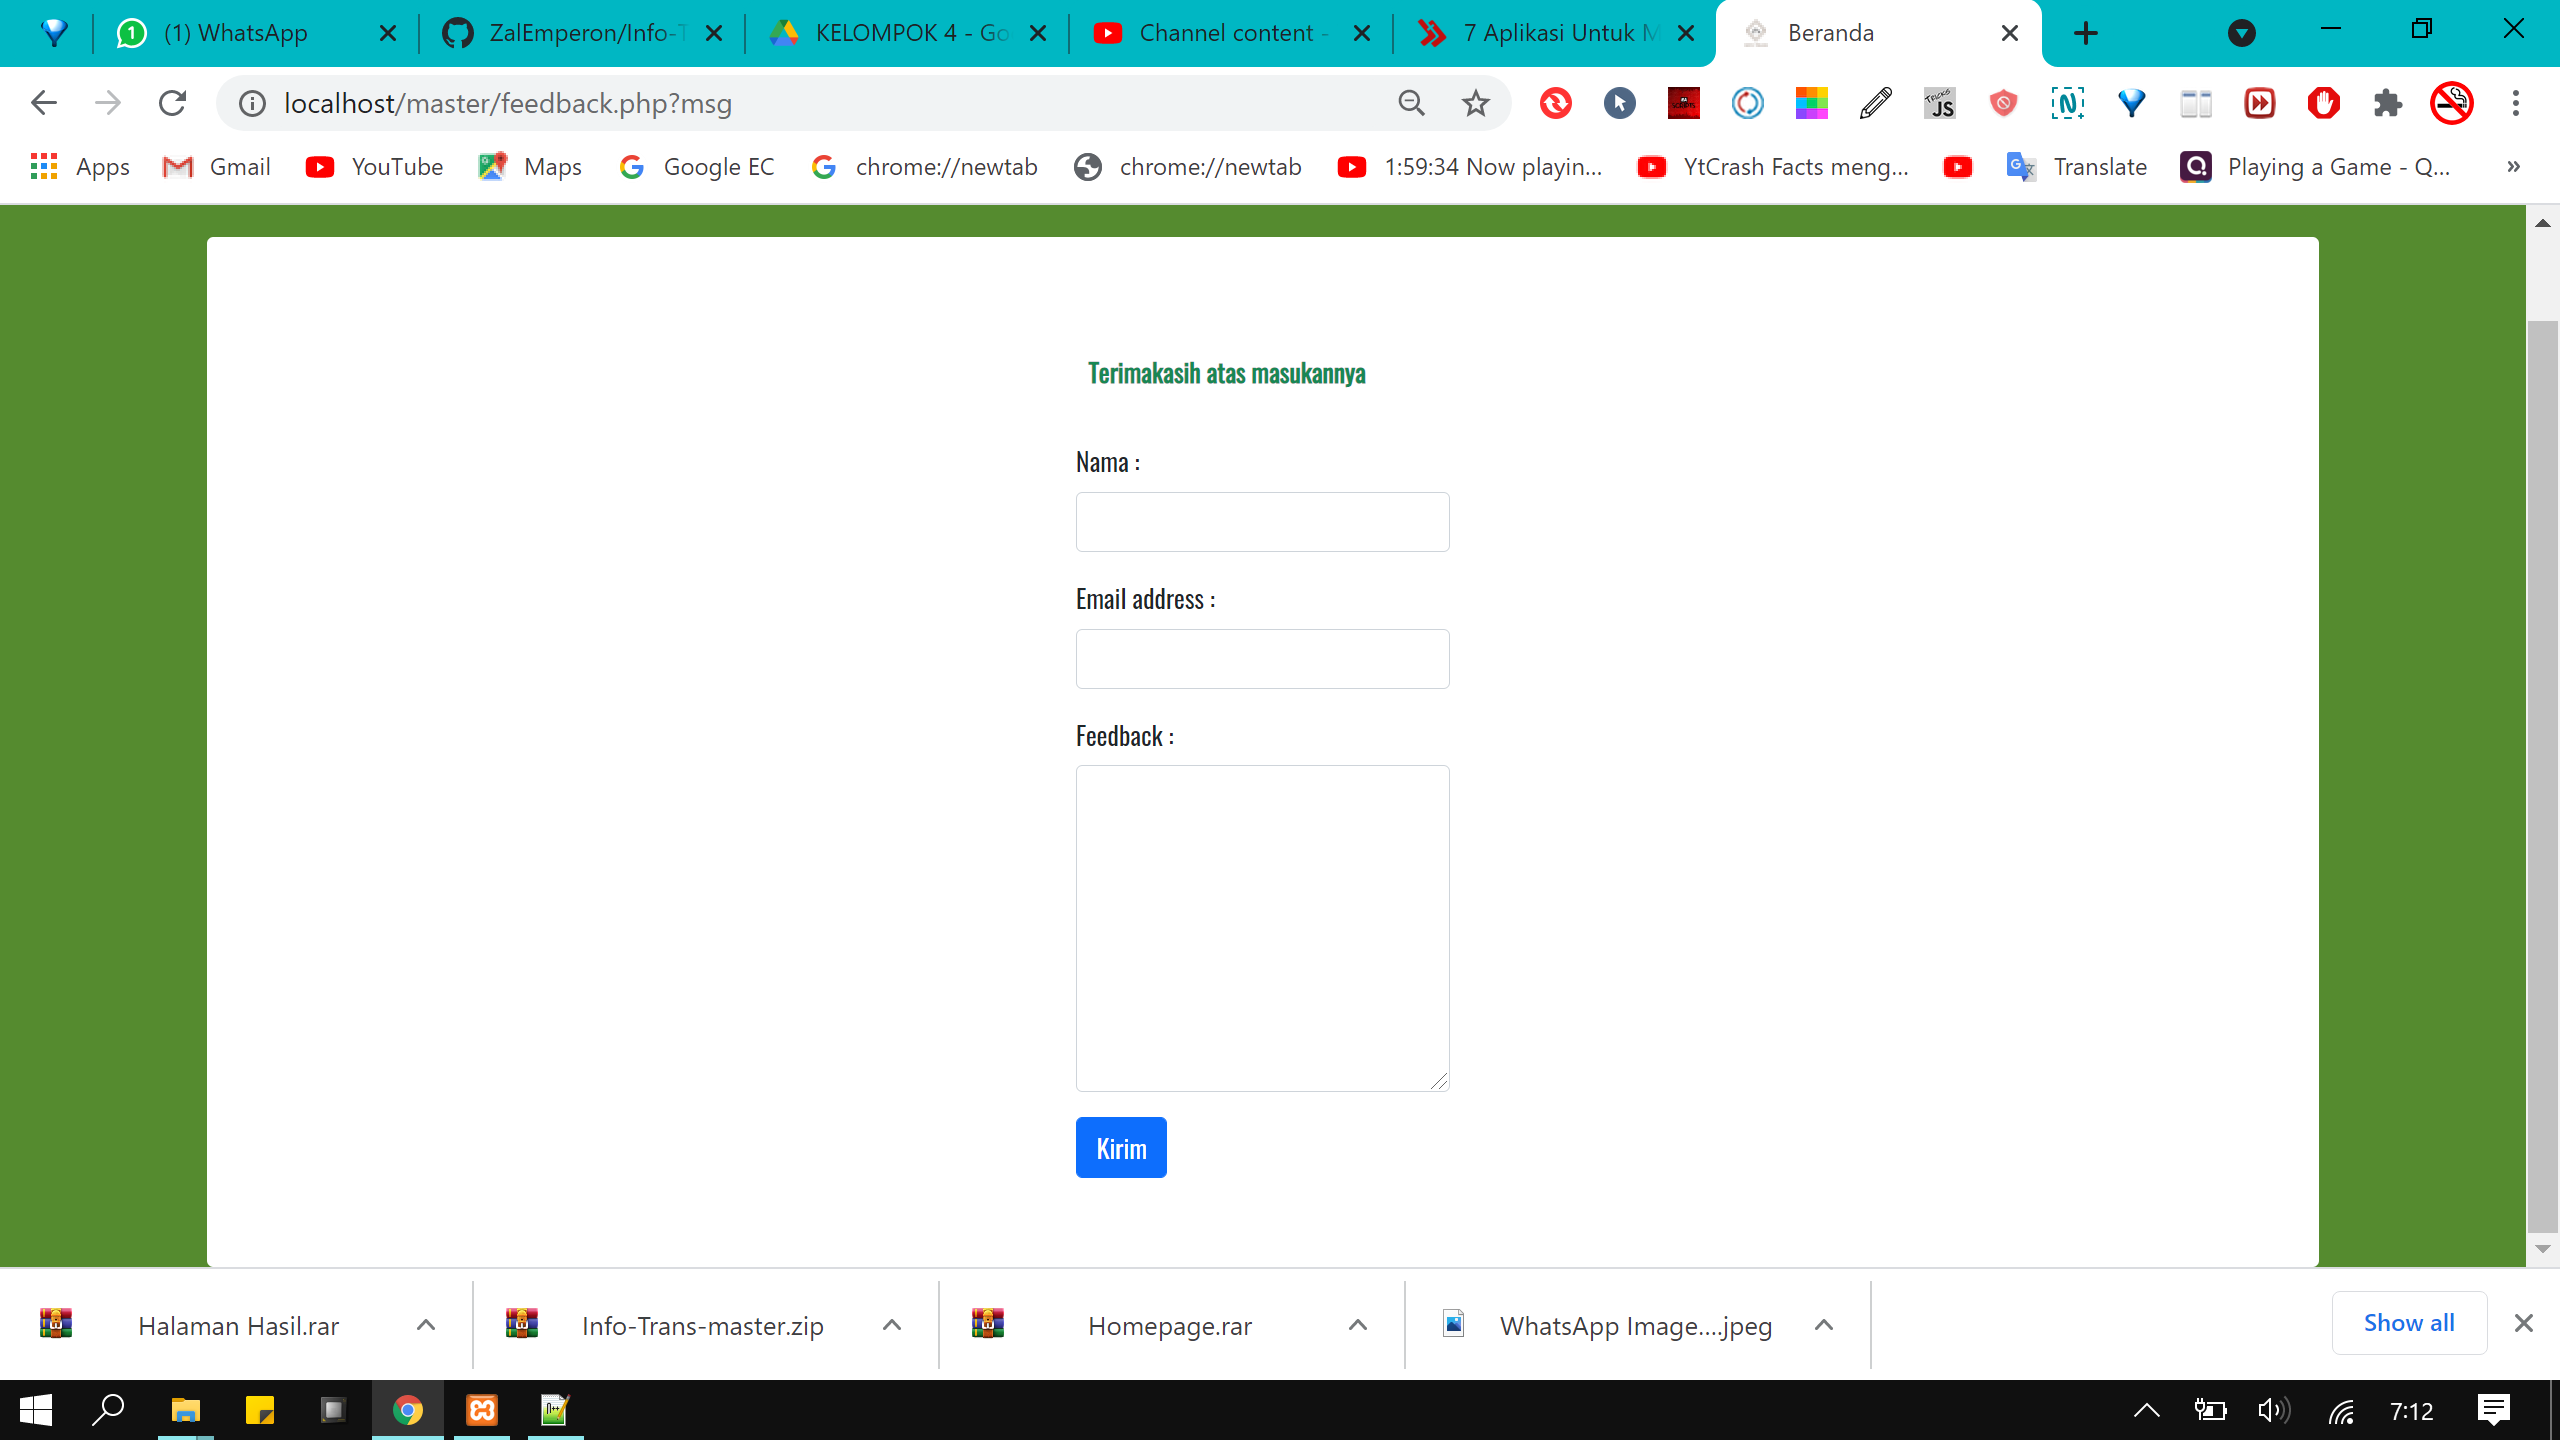 (1) WhatsApp
ZalEmperon/Info-T
KELOMPOK 4 - Go
Channel content -
7 Aplikasi Untuk M
Beranda
localhost/master/feedback.php?msg
Apps
Gmail
YouTube
Maps
Google EC
chrome://newtab
chrome://newtab
1:59:34 Now playin...
YtCrash Facts meng...
Translate
Playing a Game - Q...
»
Terimakasih atas masukannya
Nama :
Email address :
Feedback :
Kirim
Halaman Hasil.rar
Info-Trans-master.zip
Homepage.rar
WhatsApp Image....jpeg
Show all
7:12